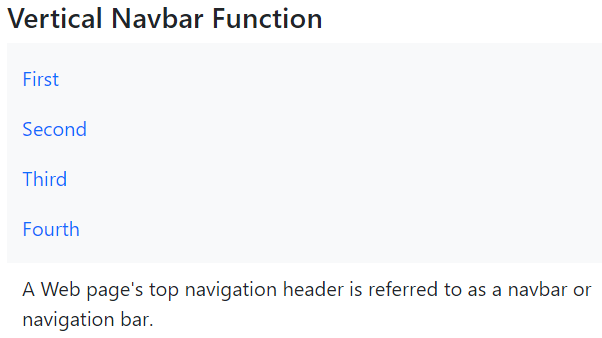 Vertical Navbar Function
First
Second
Third
Fourth
A Web page's top navigation header is referred to as a navbar or
navigation bar.